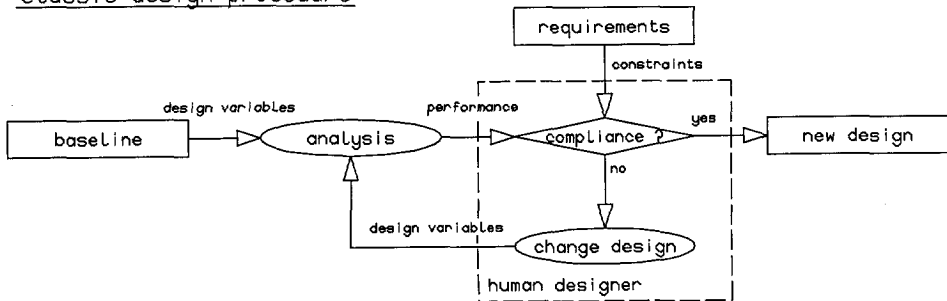 classic design procedure
requirements
constraints
design variables
performance
baseline
analysis
compliance ?
yes
new design
no
design variables
change design
human designer